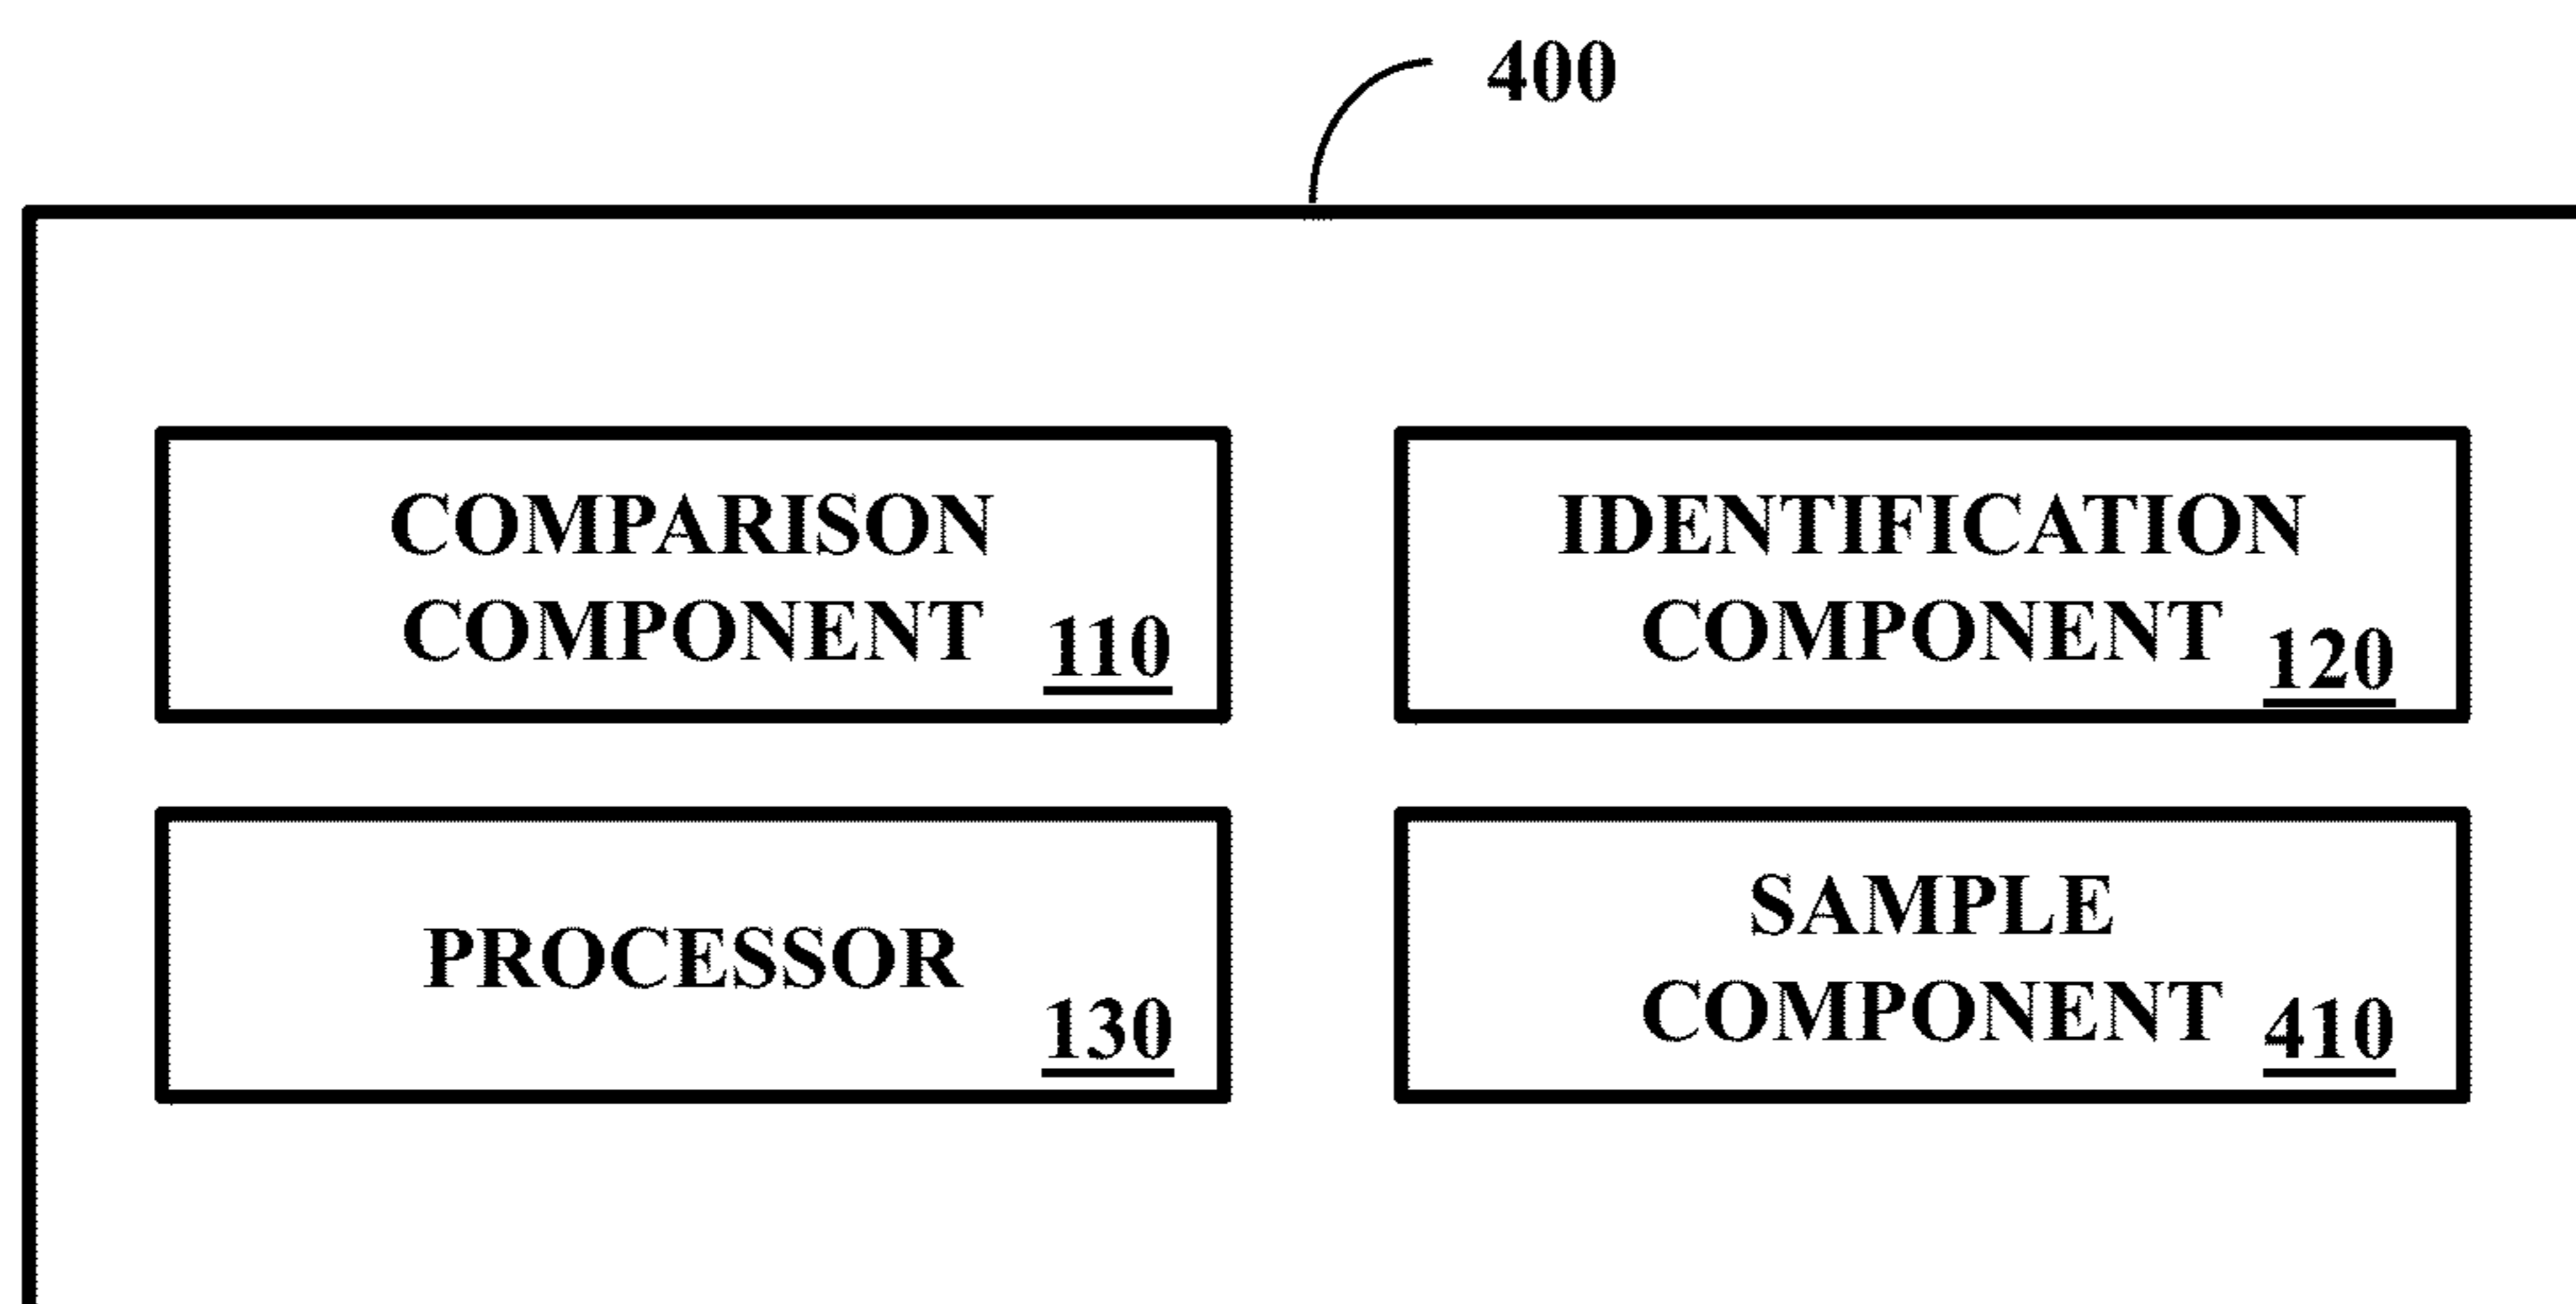 400
COMPARISON
COMPONENT 110
IDENTIFICATION
COMPONENT 120
PROCESSOR
130
SAMPLE
COMPONENT 410